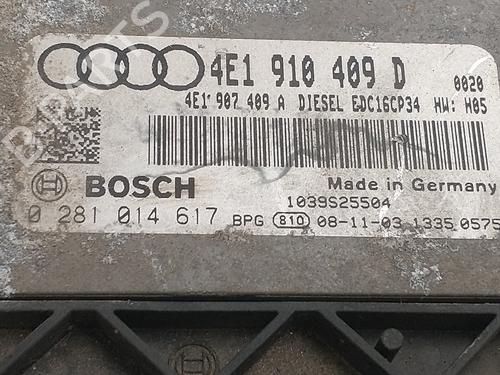 4E1 910 409 D 0020
4E1 907 409 A DIESEL EDC16CP34 HW: H05
BOSCH
Made in Germany
1039S25504
0 281 014 617 BPG 810 08-11-03 1335 0575
B-PARTS